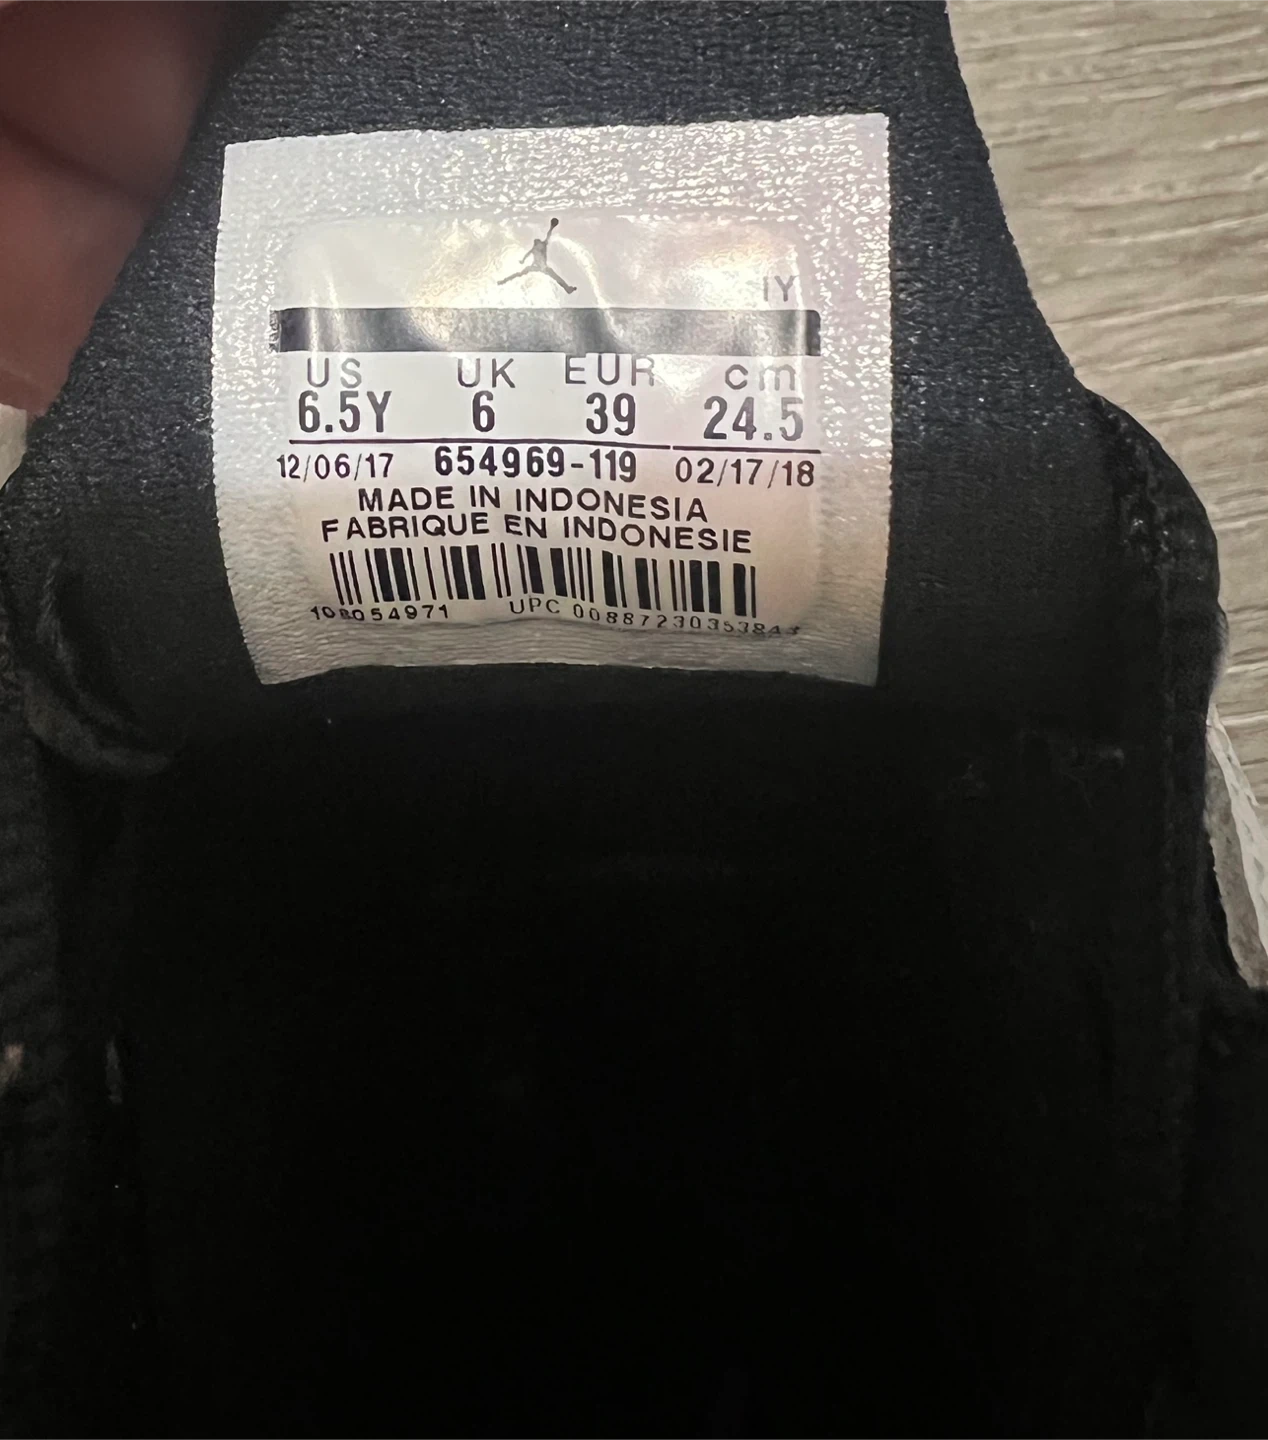 IY
US UK EUR cm
6.5Y 6 39 24.5
12/06/17 654969-119 02/17/18
MADE IN INDONESIA
FABRIQUE EN INDONESIE
UPC